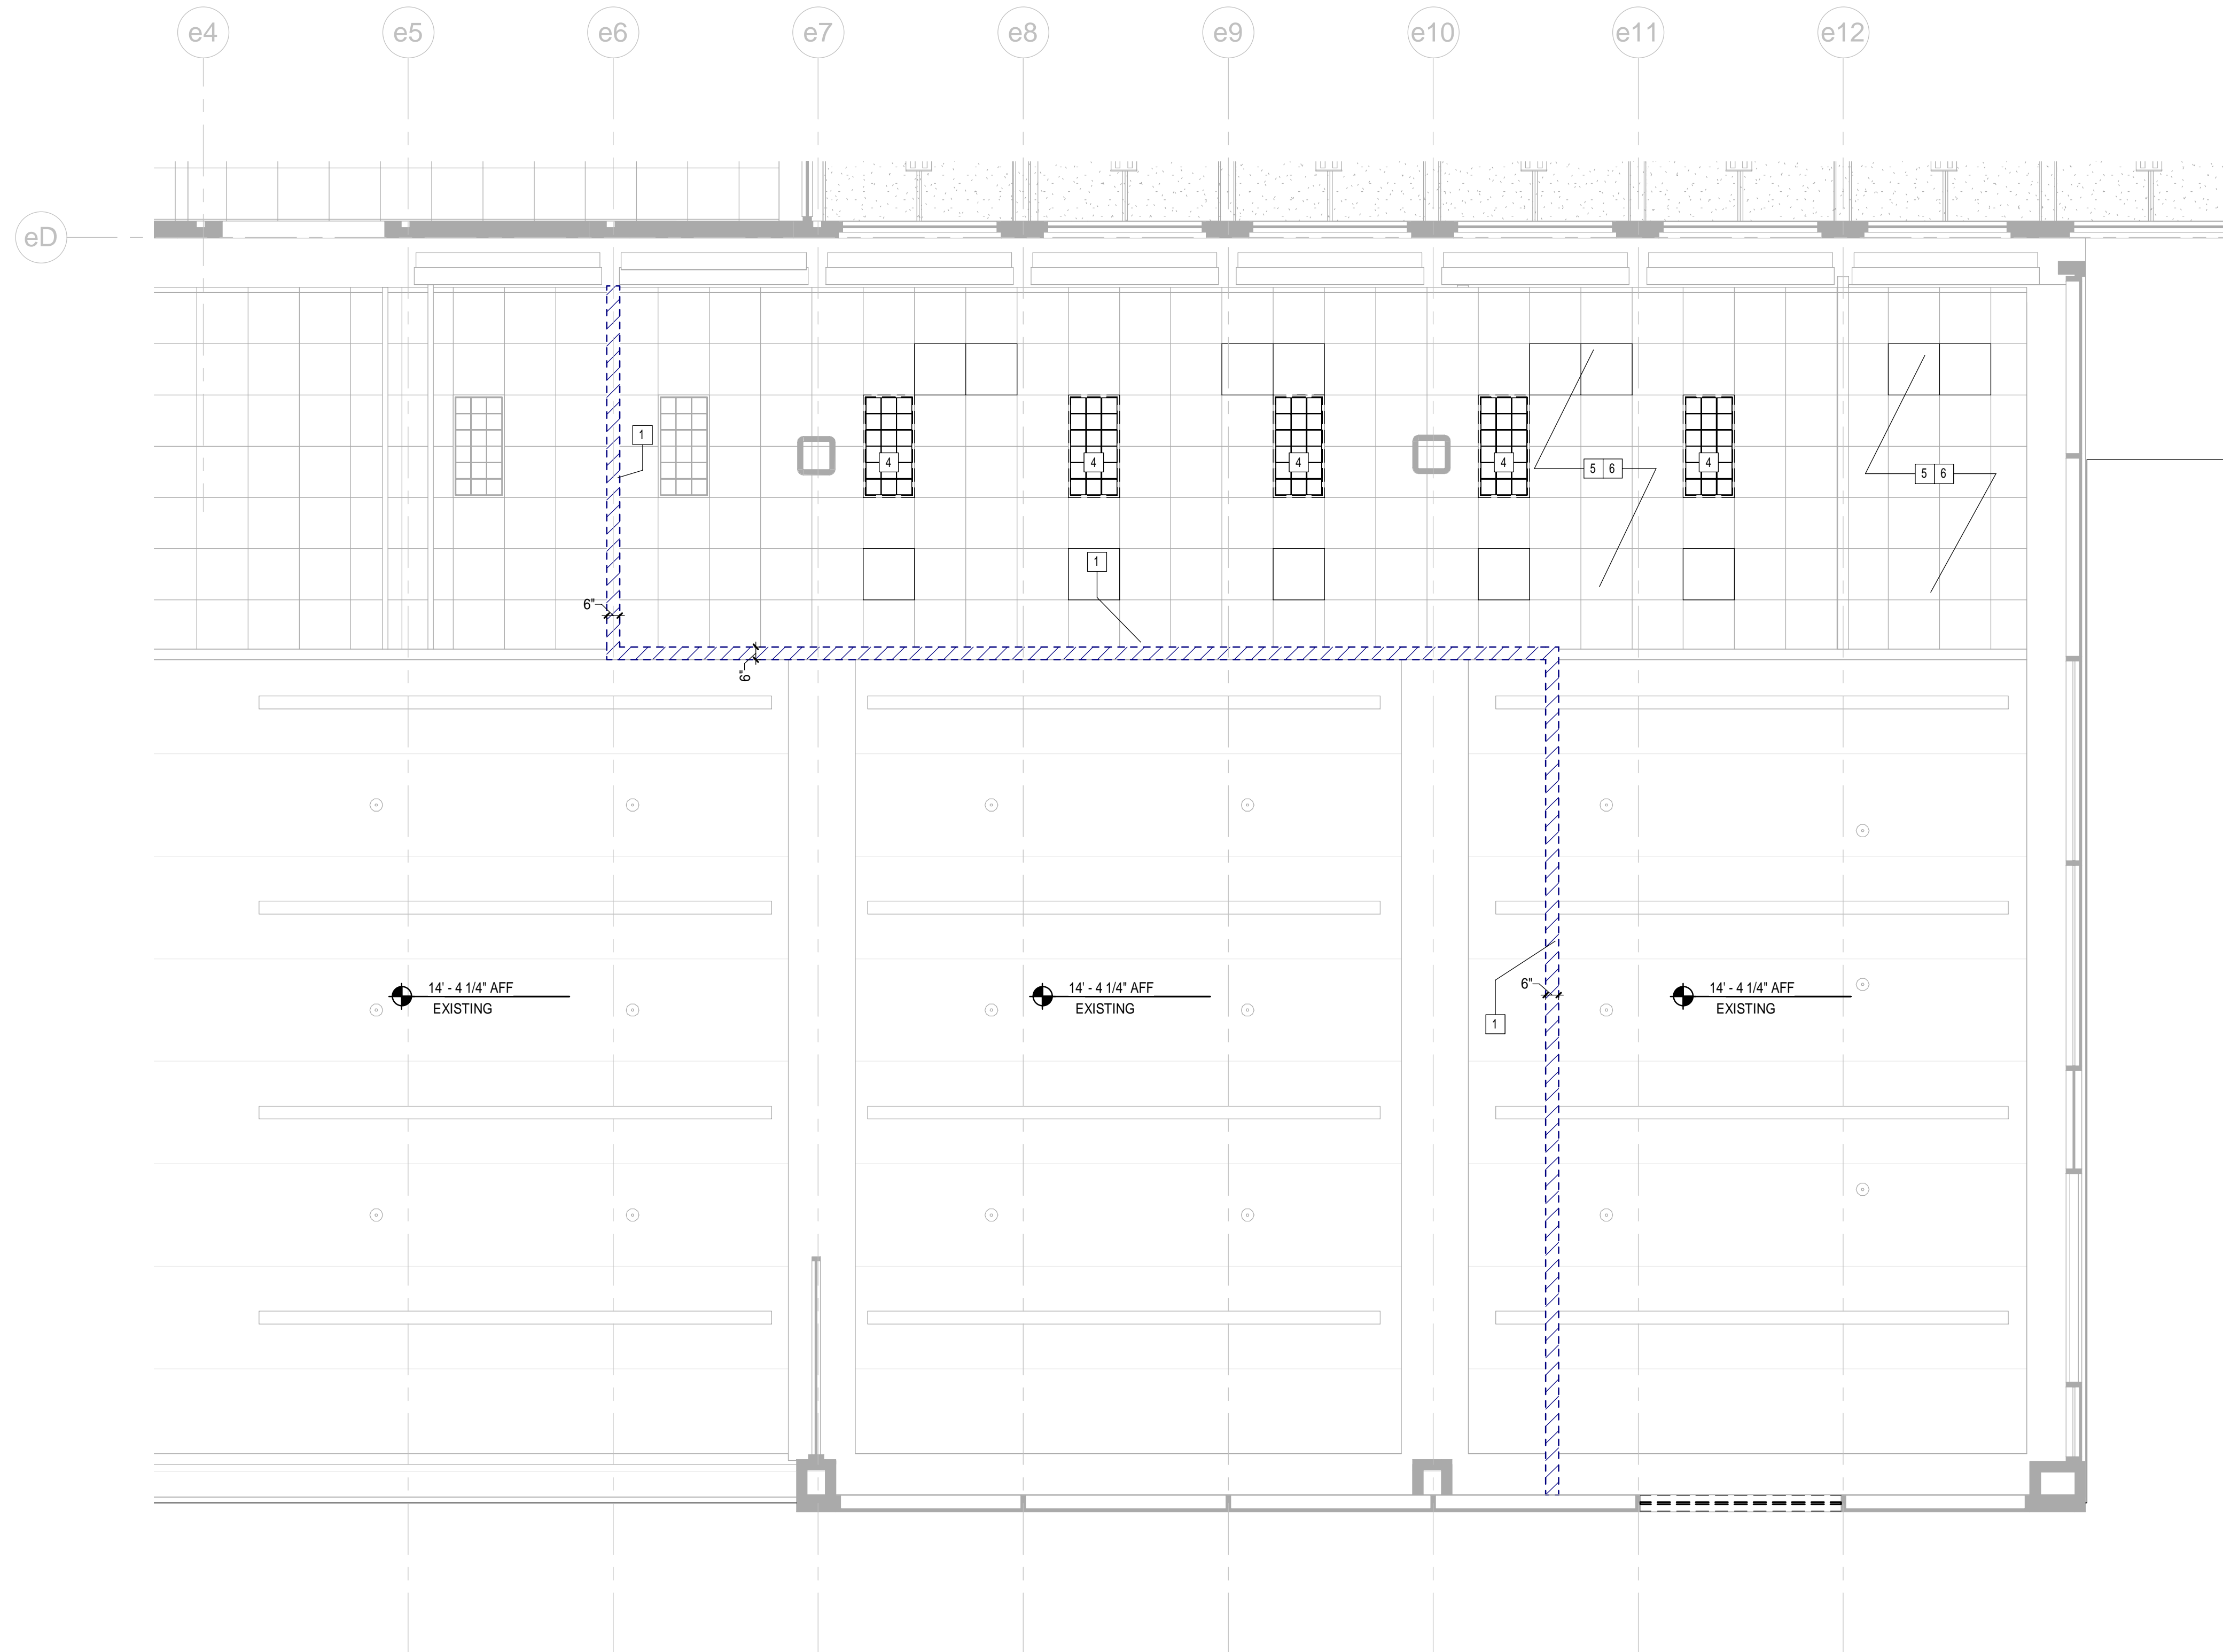 e4 e5 e6 e7 e8 e9 e10 e11 e12
eD
1
4 4 4 4 4
5 6
5 6
1
6"
6"
14' - 4 1/4" AFF
EXISTING
14' - 4 1/4" AFF
EXISTING
6"
14' - 4 1/4" AFF
EXISTING
1